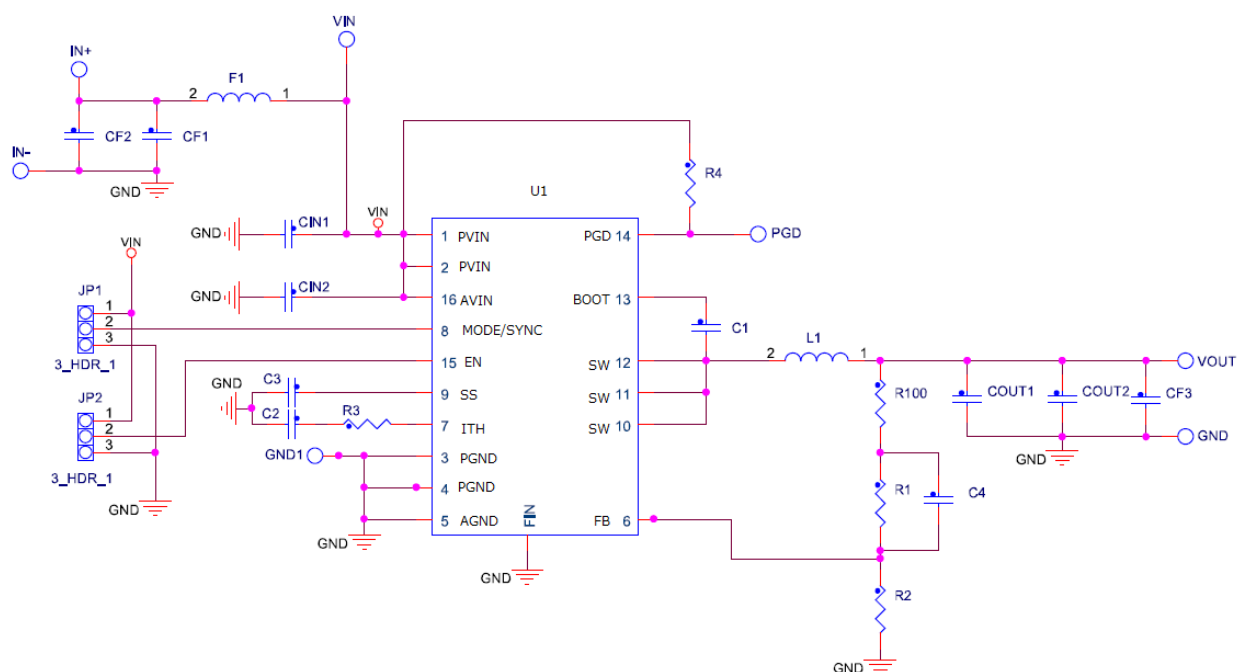 VIN
IN+
F1
2 1
CF2 CF1
IN-
GND
R4
U1
CIN1 VIN
GND
1 PVIN PGD 14 PGD
2 PVIN
VIN
CIN2
GND
16 AVIN BOOT 13
JP1
1
2
3
3_HDR_1
8 MODE/SYNC
C1
L1
2 1
15 EN SW 12 VOUT
GND C3
9 SS SW 11
R100 COUT1 COUT2 CF3
JP2
1
2
3
3_HDR_1
C2 R3
7 ITH SW 10
GND
GND
GND1
3 PGND
4 PGND
R1 C4
GND
5 AGND FIN FB 6
GND
GND
R2
GND